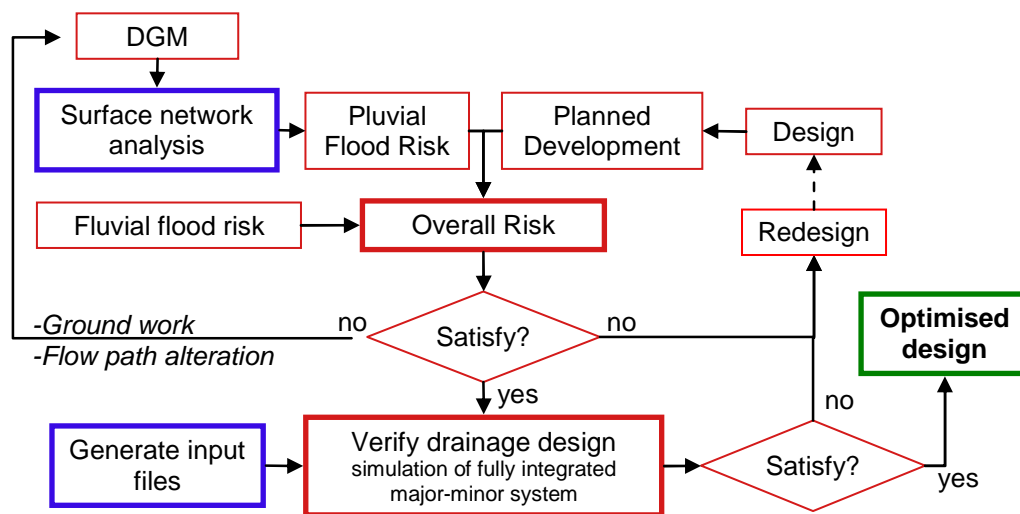 DGM
Surface network
analysis
Pluvial
Flood Risk
Planned
Development
Design
Fluvial flood risk
Overall Risk
Redesign
-Ground work
-Flow path alteration
no
Satisfy?
no
Optimised
design
yes
no
Generate input
files
Verify drainage design
simulation of fully integrated
major-minor system
Satisfy?
yes